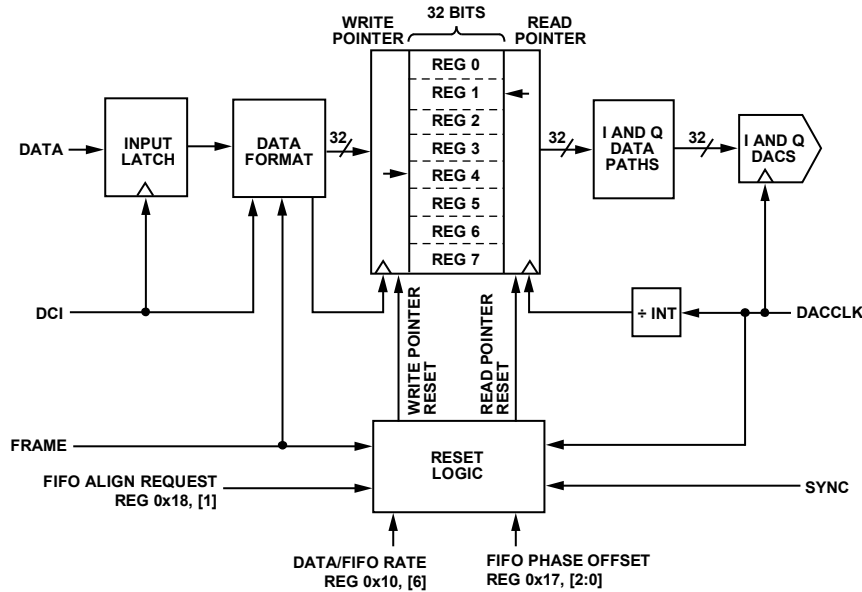 32 BITS
WRITE
POINTER
READ
POINTER
REG 0
REG 1
REG 2
REG 3
REG 4
REG 5
REG 6
REG 7
DATA
INPUT
LATCH
DATA
FORMAT
32
32
I AND Q
DATA
PATHS
32
I AND Q
DACS
DCI
÷ INT
DACCLK
WRITE POINTER
RESET
READ POINTER
RESET
FRAME
RESET
LOGIC
FIFO ALIGN REQUEST
REG 0x18, [1]
SYNC
DATA/FIFO RATE
REG 0x10, [6]
FIFO PHASE OFFSET
REG 0x17, [2:0]